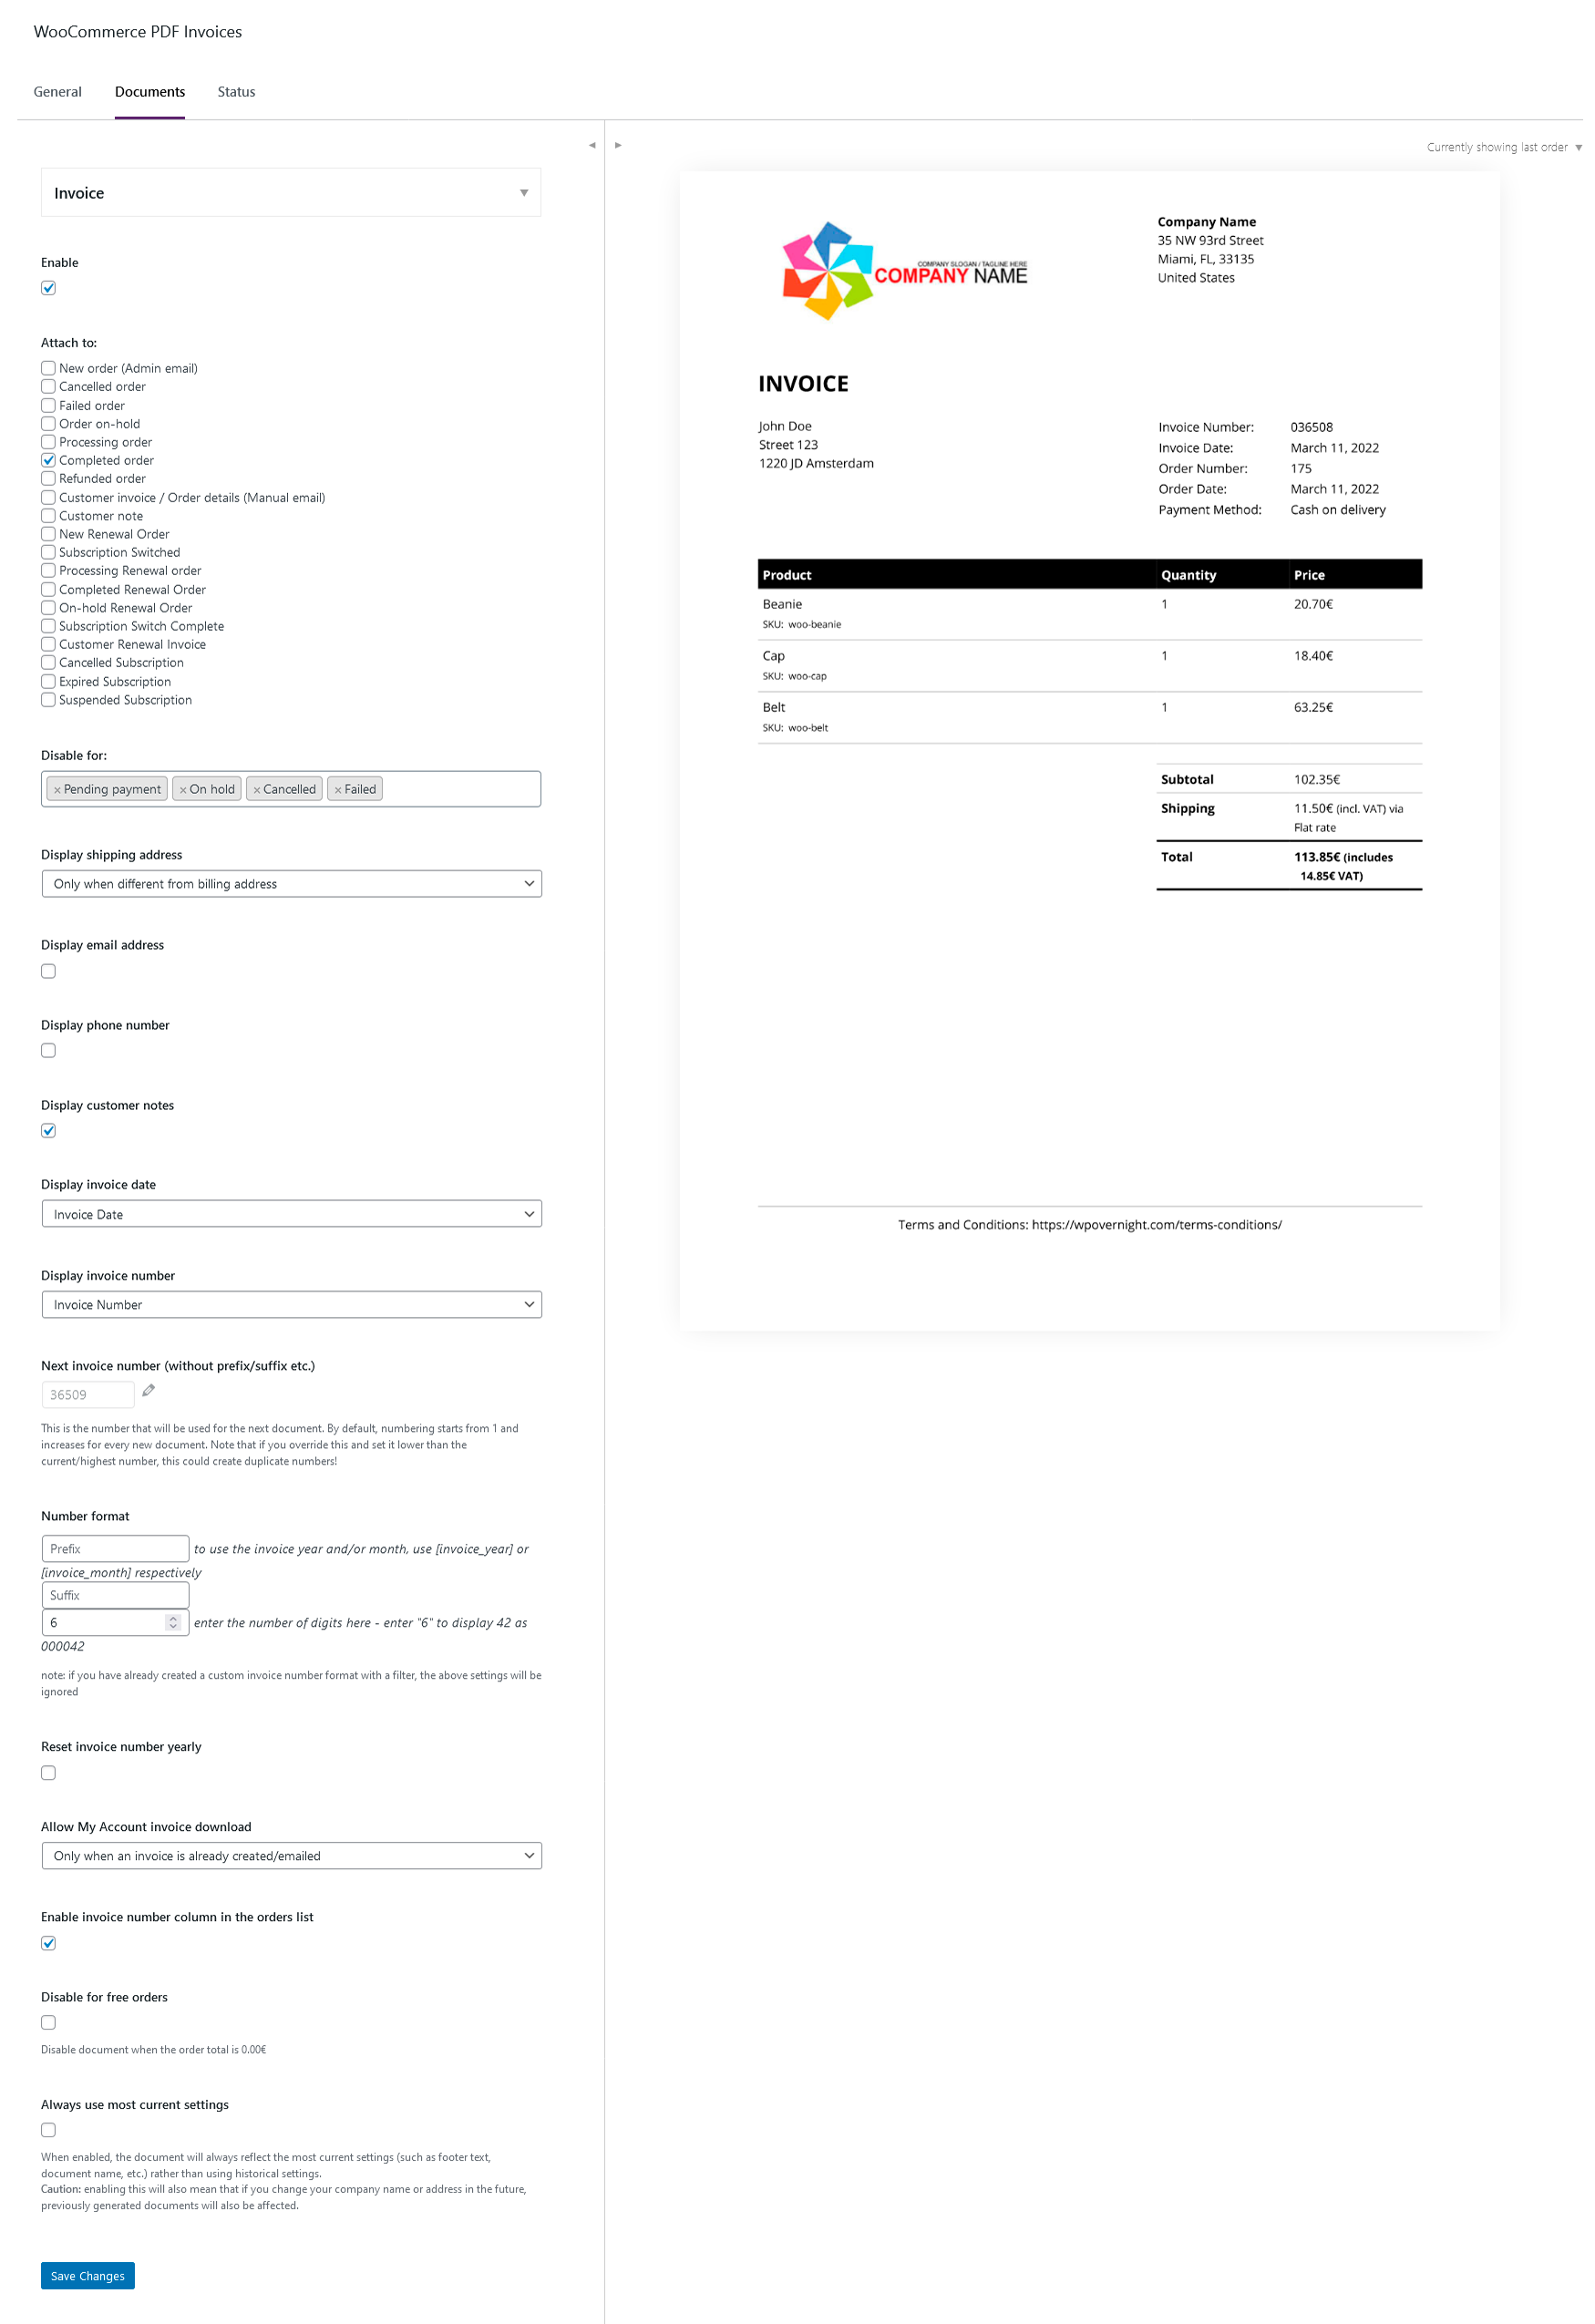 WooCommerce PDF Invoices
General Documents Status
Invoice
Enable
Attach to:
New order (Admin email)
Cancelled order
Failed order
Order on-hold
Processing order
Completed order
Refunded order
Customer invoice / Order details (Manual email)
Customer note
New Renewal Order
Subscription Switched
Processing Renewal order
Completed Renewal Order
On-hold Renewal Order
Subscription Switch Complete
Customer Renewal Invoice
Cancelled Subscription
Expired Subscription
Suspended Subscription
Disable for:
× Pending payment × On hold × Cancelled × Failed
Display shipping address
Only when different from billing address
Display email address
Display phone number
Display customer notes
Display invoice date
Invoice Date
Display invoice number
Invoice Number
Next invoice number (without prefix/suffix etc.)
36509
This is the number that will be used for the next document. By default, numbering starts from 1 and
increases for every new document. Note that if you override this and set it lower than the
current/highest number, this could create duplicate numbers!
Number format
Prefix to use the invoice year and/or month, use [invoice_year] or
[invoice_month] respectively
Suffix
6 enter the number of digits here - enter "6" to display 42 as
000042
note: if you have already created a custom invoice number format with a filter, the above settings will be
ignored
Reset invoice number yearly
Allow My Account invoice download
Only when an invoice is already created/emailed
Enable invoice number column in the orders list
Disable for free orders
Disable document when the order total is 0.00€
Always use most current settings
When enabled, the document will always reflect the most current settings (such as footer text,
document name, etc.) rather than using historical settings.
Caution: enabling this will also mean that if you change your company name or address in the future,
previously generated documents will also be affected.
Save Changes
Currently showing last order
COMPANY SLOGAN / TAGLINE HERE
COMPANY NAME
Company Name
35 NW 93rd Street
Miami, FL, 33135
United States
INVOICE
John Doe
Street 123
1220 JD Amsterdam
Invoice Number: 036508
Invoice Date: March 11, 2022
Order Number: 175
Order Date: March 11, 2022
Payment Method: Cash on delivery
Product Quantity Price
Beanie 1 20.70€
SKU: woo-beanie
Cap 1 18.40€
SKU: woo-cap
Belt 1 63.25€
SKU: woo-belt
Subtotal 102.35€
Shipping 11.50€ (incl. VAT) via
Flat rate
Total 113.85€ (includes
14.85€ VAT)
Terms and Conditions: https://wpovernight.com/terms-conditions/